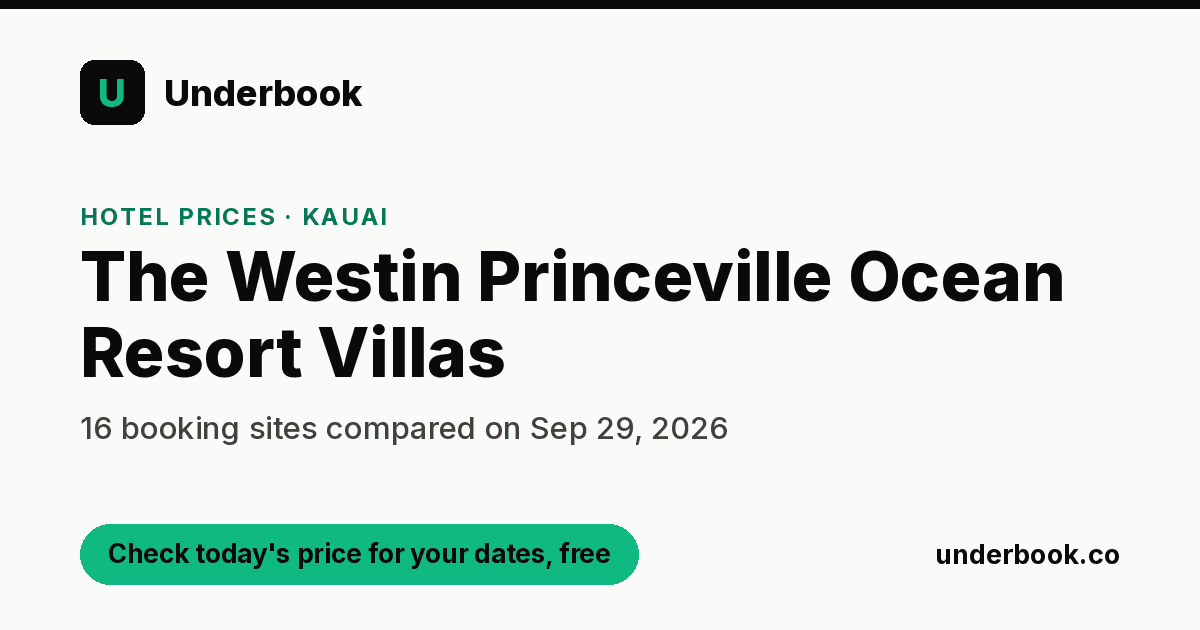 U Underbook
HOTEL PRICES · KAUAI
The Westin Princeville Ocean
Resort Villas
16 booking sites compared on Sep 29, 2026
Check today's price for your dates, free
underbook.co